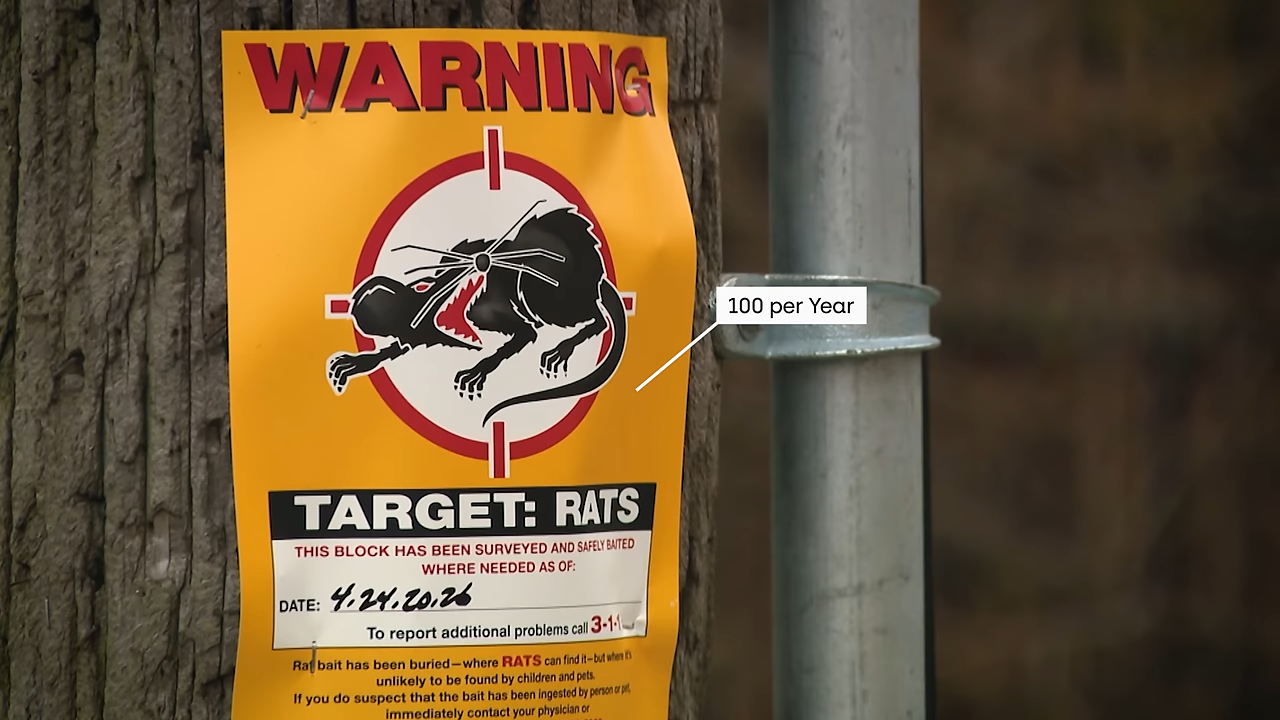 WARNING
100 per Year
TARGET: RATS
THIS BLOCK HAS BEEN SURVEYED AND SAFELY BAITED
WHERE NEEDED AS OF:
DATE: 4.24.20.26
To report additional problems call 3-1-1
Rat bait has been buried—where RATS can find it—but where it's
unlikely to be found by children and pets.
If you do suspect that the bait has been ingested by person or pet,
immediately contact your physician or